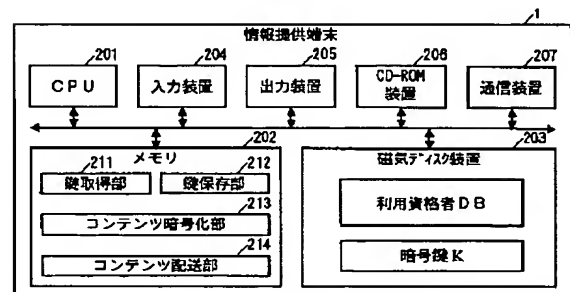 1
情報提供端末
201 204 205 206 207
CPU 入力装置 出力装置 CD-ROM装置 通信装置
202 203
メモリ 磁気ディスク装置
211 212
鍵取得部 鍵保存部
213
コンテンツ暗号化部
214
コンテンツ配送部
利用資格者DB
暗号鍵K